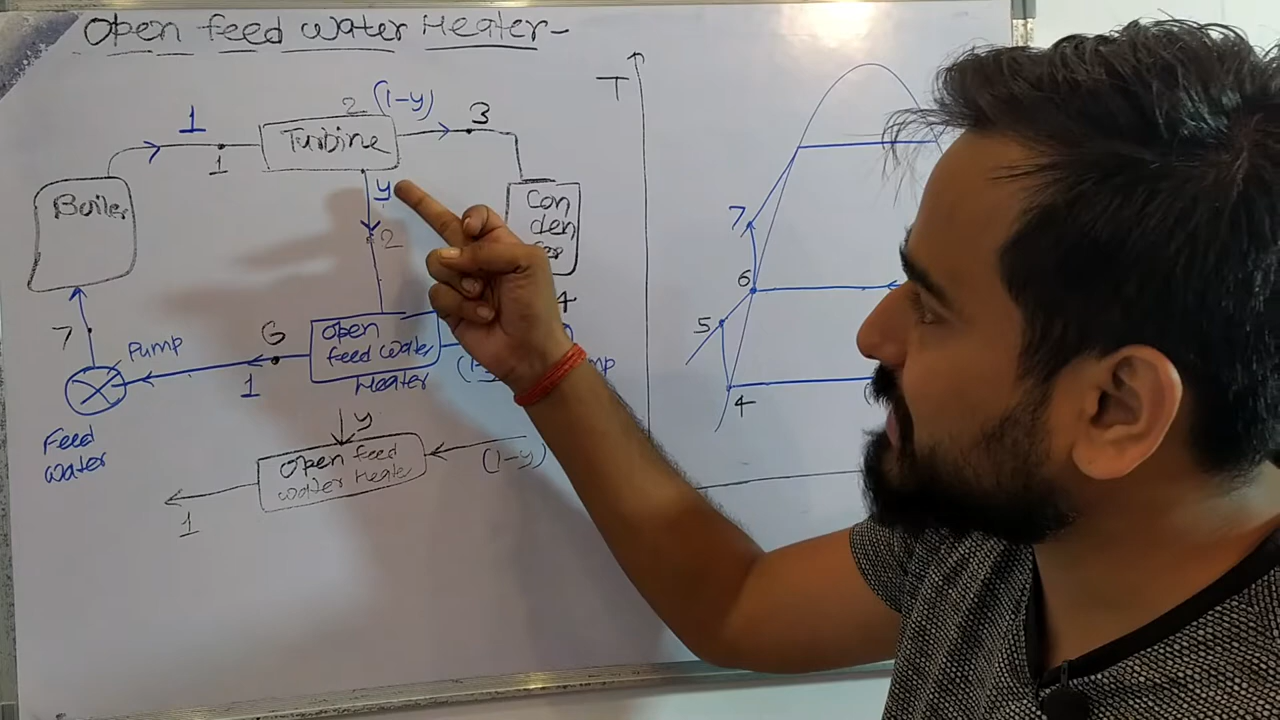 Open feed water Heater-
T
2 (1-y)
1
3
Turbine
1
y
Boiler
Con
den
2
7
6
4
7
6
Open
feed water
Heater
Pump
1
5
4
Feed
water
y
Open feed
water Heater
(1-y)
1